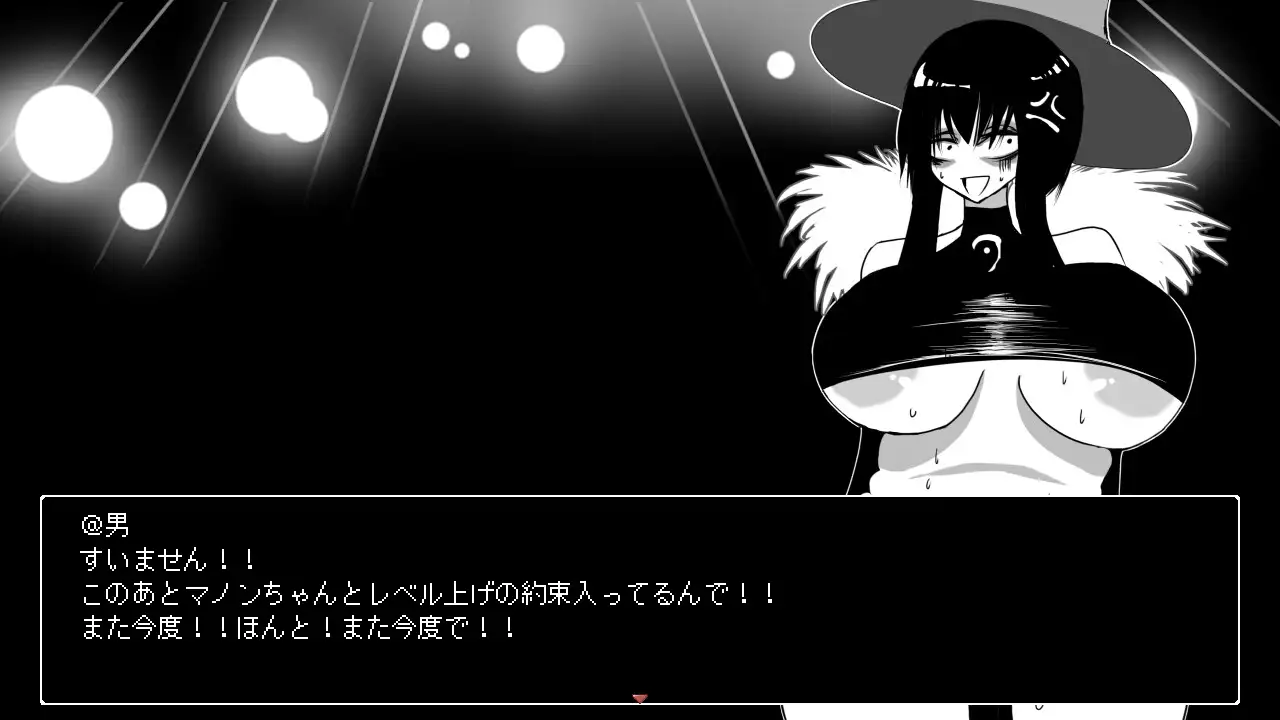 @男
すいません！！
このあとマノンちゃんとレベル上げの約束入ってるんで！！
また今度！！ほんと！また今度で！！